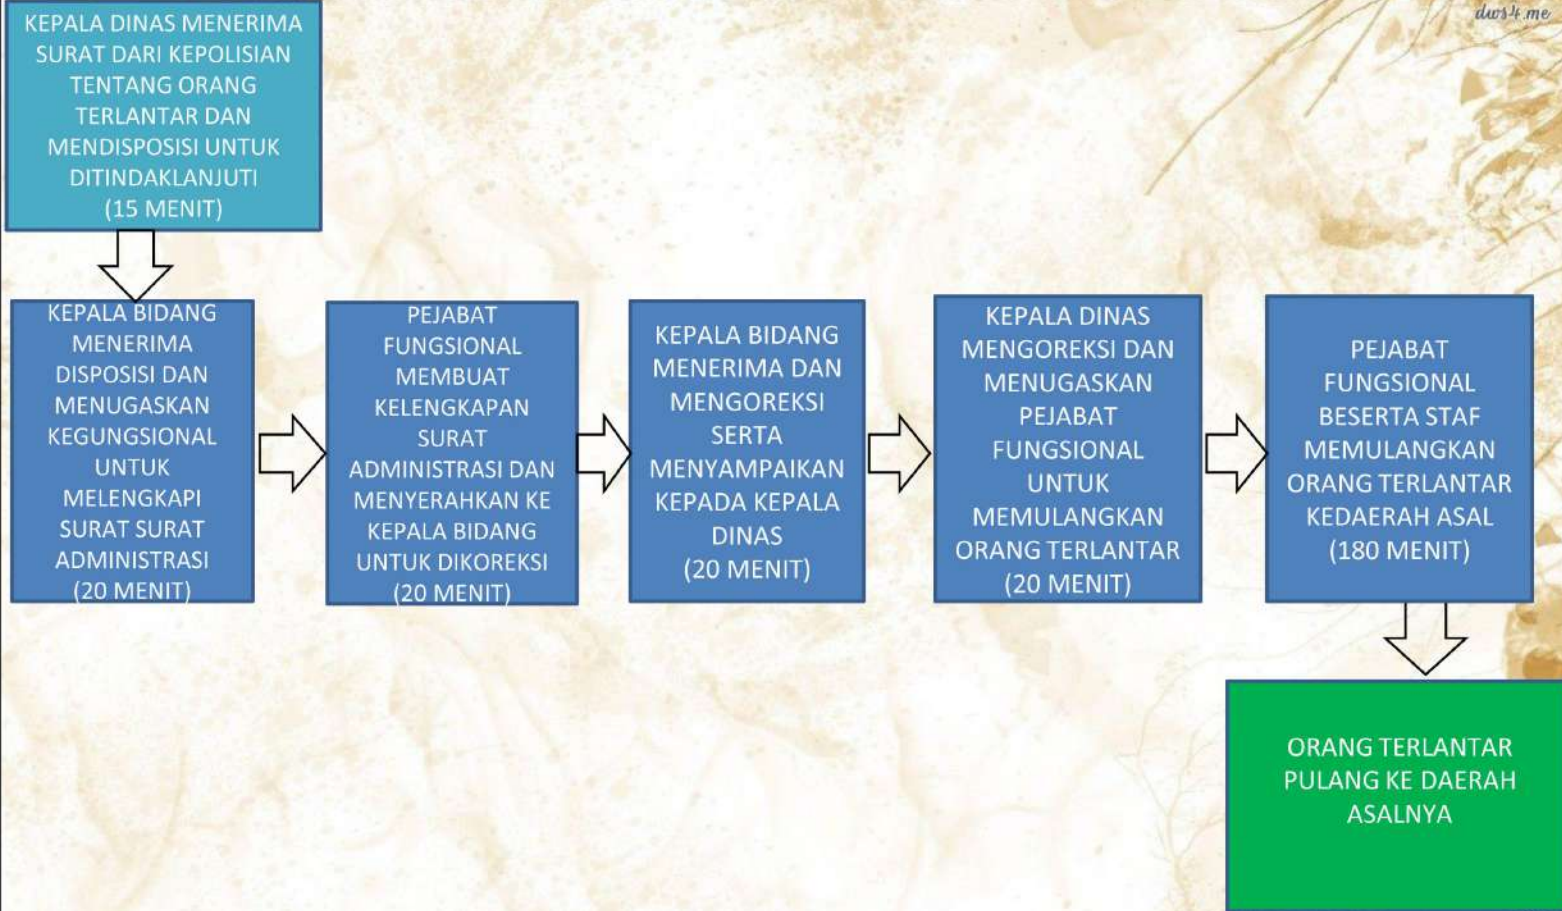 dws4.me
KEPALA DINAS MENERIMA
SURAT DARI KEPOLISIAN
TENTANG ORANG
TERLANTAR DAN
MENDISPOSISI UNTUK
DITINDAKLANJUTI
(15 MENIT)
KEPALA BIDANG
MENERIMA
DISPOSISI DAN
MENUGASKAN
KEGUNGSIONAL
UNTUK
MELENGKAPI
SURAT SURAT
ADMINISTRASI
(20 MENIT)
PEJABAT
FUNGSIONAL
MEMBUAT
KELENGKAPAN
SURAT
ADMINISTRASI DAN
MENYERAHKAN KE
KEPALA BIDANG
UNTUK DIKOREKSI
(20 MENIT)
KEPALA BIDANG
MENERIMA DAN
MENGOREKSI
SERTA
MENYAMPAIKAN
KEPADA KEPALA
DINAS
(20 MENIT)
KEPALA DINAS
MENGOREKSI DAN
MENUGASKAN
PEJABAT
FUNGSIONAL
UNTUK
MEMULANGKAN
ORANG TERLANTAR
(20 MENIT)
PEJABAT
FUNGSIONAL
BESERTA STAF
MEMULANGKAN
ORANG TERLANTAR
KEDAERAH ASAL
(180 MENIT)
ORANG TERLANTAR
PULANG KE DAERAH
ASALNYA